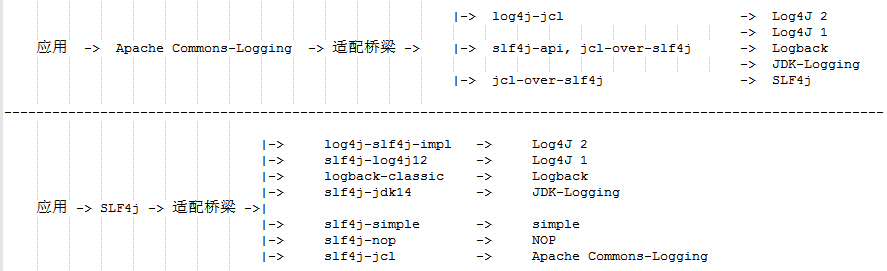 |-> log4j-jcl -> Log4J 2
-> Log4J 1
应用 -> Apache Commons-Logging -> 适配桥梁 -> |-> slf4j-api, jcl-over-slf4j -> Logback
-> JDK-Logging
|-> jcl-over-slf4j -> SLF4j
--------------------------------------------------------------------------------------------------------------
|-> log4j-slf4j-impl -> Log4J 2
|-> slf4j-log4j12 -> Log4J 1
|-> logback-classic -> Logback
|-> slf4j-jdk14 -> JDK-Logging
应用 -> SLF4j -> 适配桥梁 ->|
|-> slf4j-simple -> simple
|-> slf4j-nop -> NOP
|-> slf4j-jcl -> Apache Commons-Logging